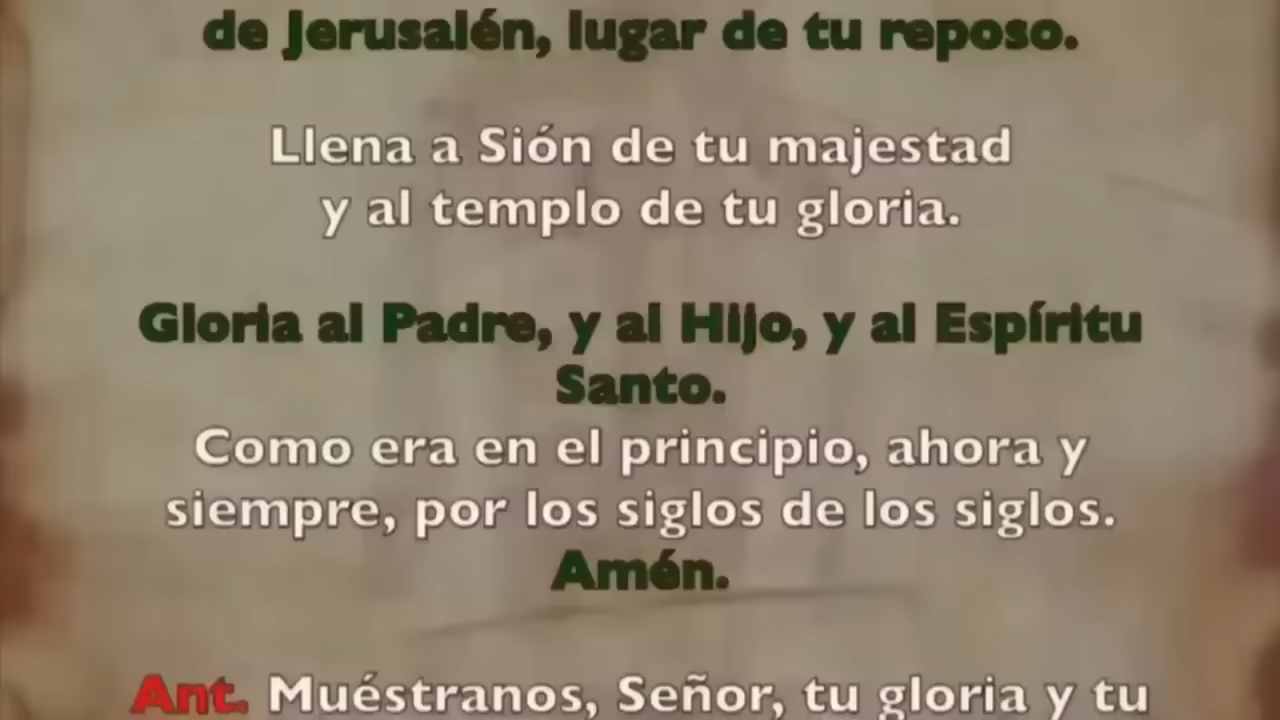 de Jerusalén, lugar de tu reposo.
Llena a Sión de tu majestad
y al templo de tu gloria.
Gloria al Padre, y al Hijo, y al Espíritu
Santo.
Como era en el principio, ahora y
siempre, por los siglos de los siglos.
Amén.
Ant. Muéstranos, Señor, tu gloria y tu